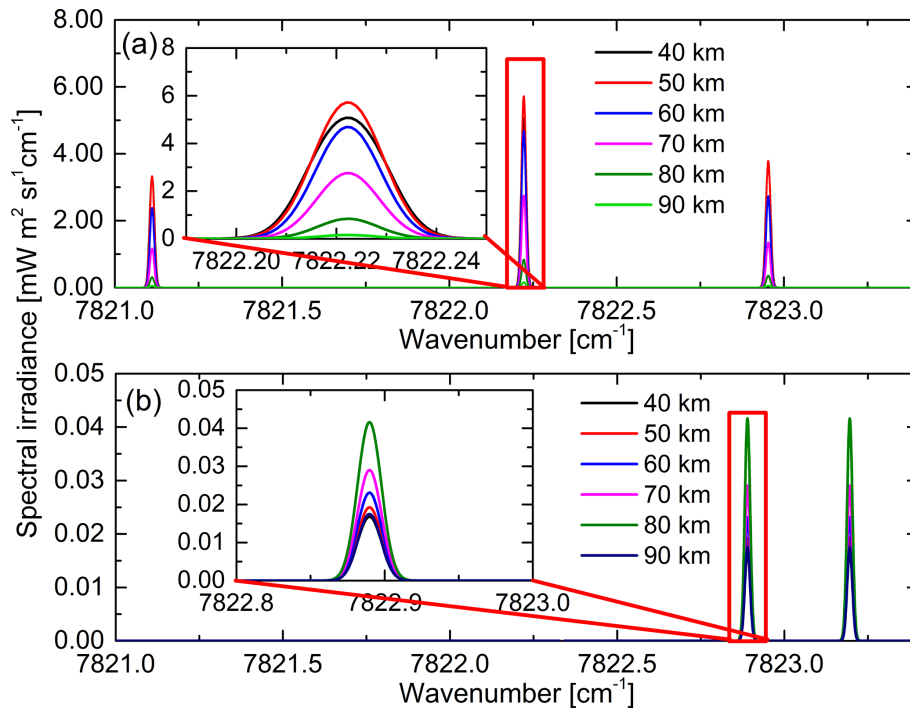 Spectral irradiance [mW m² sr¹cm⁻¹]
8.00
6.00
4.00
2.00
0.00
(a)
8
6
4
2
0
7822.20
7822.22
7822.24
40 km
50 km
60 km
70 km
80 km
90 km
7821.0
7821.5
7822.0
7822.5
7823.0
Wavenumber [cm⁻¹]
0.05
0.04
0.03
0.02
0.01
0.00
(b)
0.05
0.04
0.03
0.02
0.01
0.00
7822.8
7822.9
7823.0
40 km
50 km
60 km
70 km
80 km
90 km
7821.0
7821.5
7822.0
7822.5
7823.0
Wavenumber [cm⁻¹]